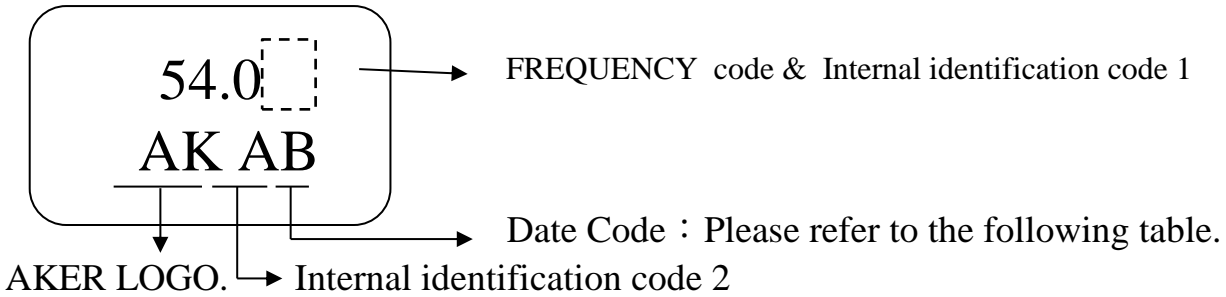 54.0
FREQUENCY code & Internal identification code 1
AK AB
Date Code：Please refer to the following table.
AKER LOGO.
Internal identification code 2